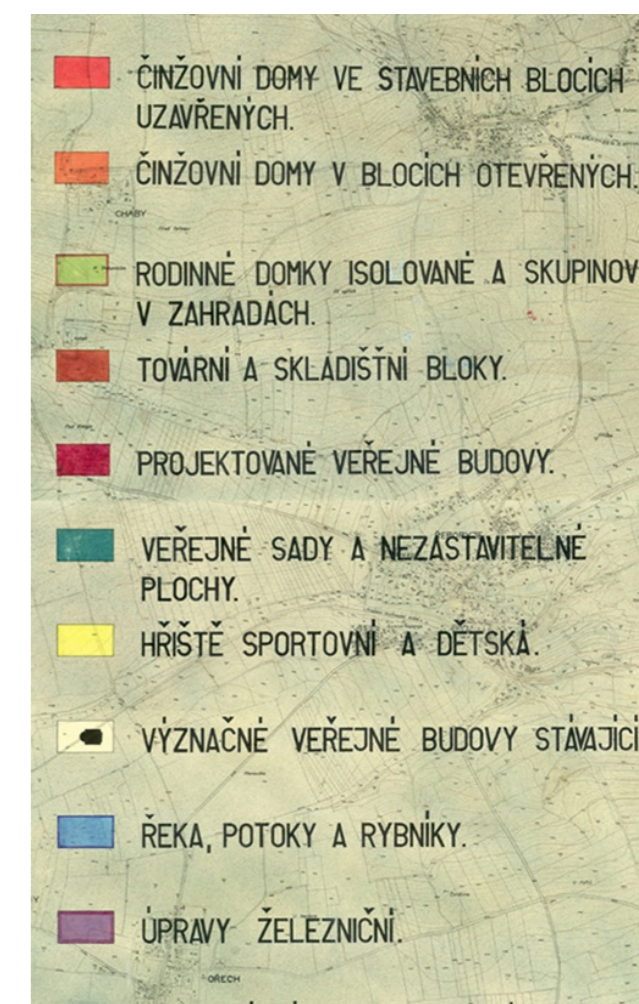 ČINŽOVNÍ DOMY VE STAVEBNÍCH BLOCÍCH
UZAVŘENÝCH.
ČINŽOVNÍ DOMY V BLOCÍCH OTEVŘENÝCH.
CHABY
RODINNÉ DOMKY ISOLOVANÉ A SKUPINOV
V ZAHRADÁCH.
TOVÁRNÍ A SKLADIŠTNÍ BLOKY.
PROJEKTOVANÉ VEŘEJNÉ BUDOVY.
VEŘEJNÉ SADY A NEZASTAVITELNÉ
PLOCHY.
HŘIŠTĚ SPORTOVNÍ A DĚTSKÁ.
VÝZNAČNÉ VEŘEJNÉ BUDOVY STÁVAJÍCÍ
ŘEKA, POTOKY A RYBNÍKY.
ÚPRAVY ŽELEZNIČNÍ.
OŘECH